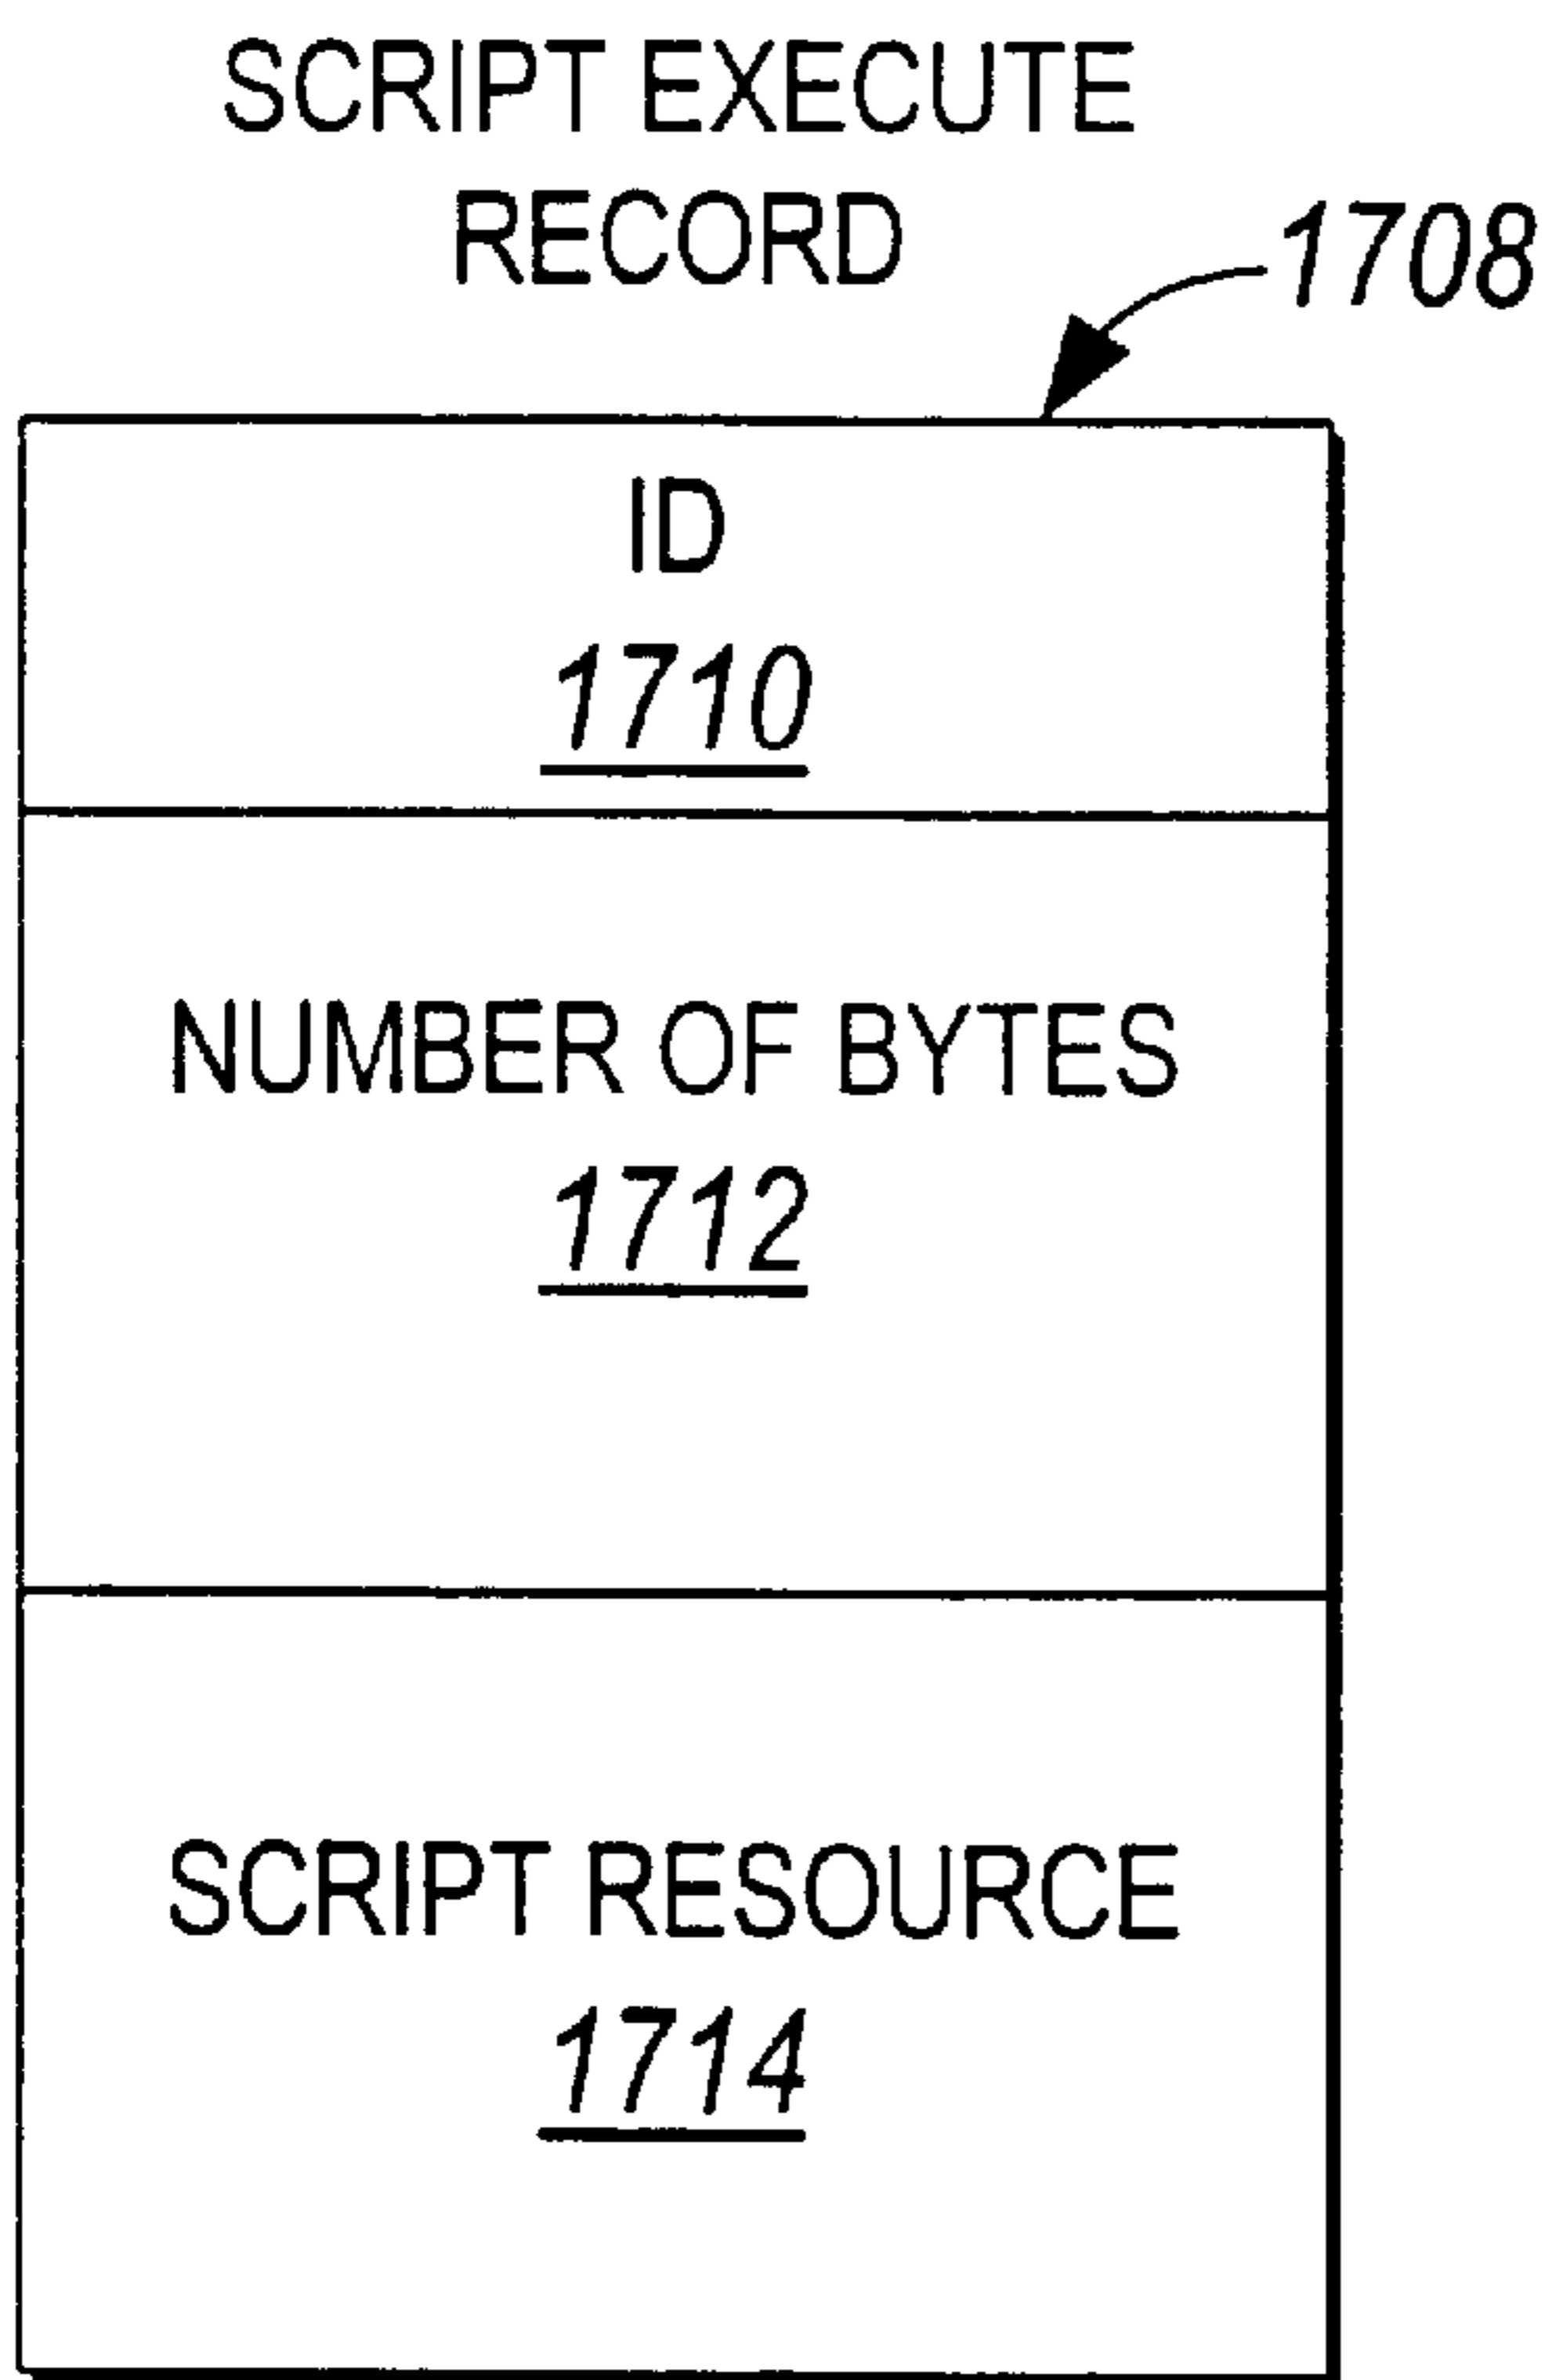 SCRIPT EXECUTE
RECORD
1708
ID
1710
NUMBER OF BYTES
1712
SCRIPT RESOURCE
1714